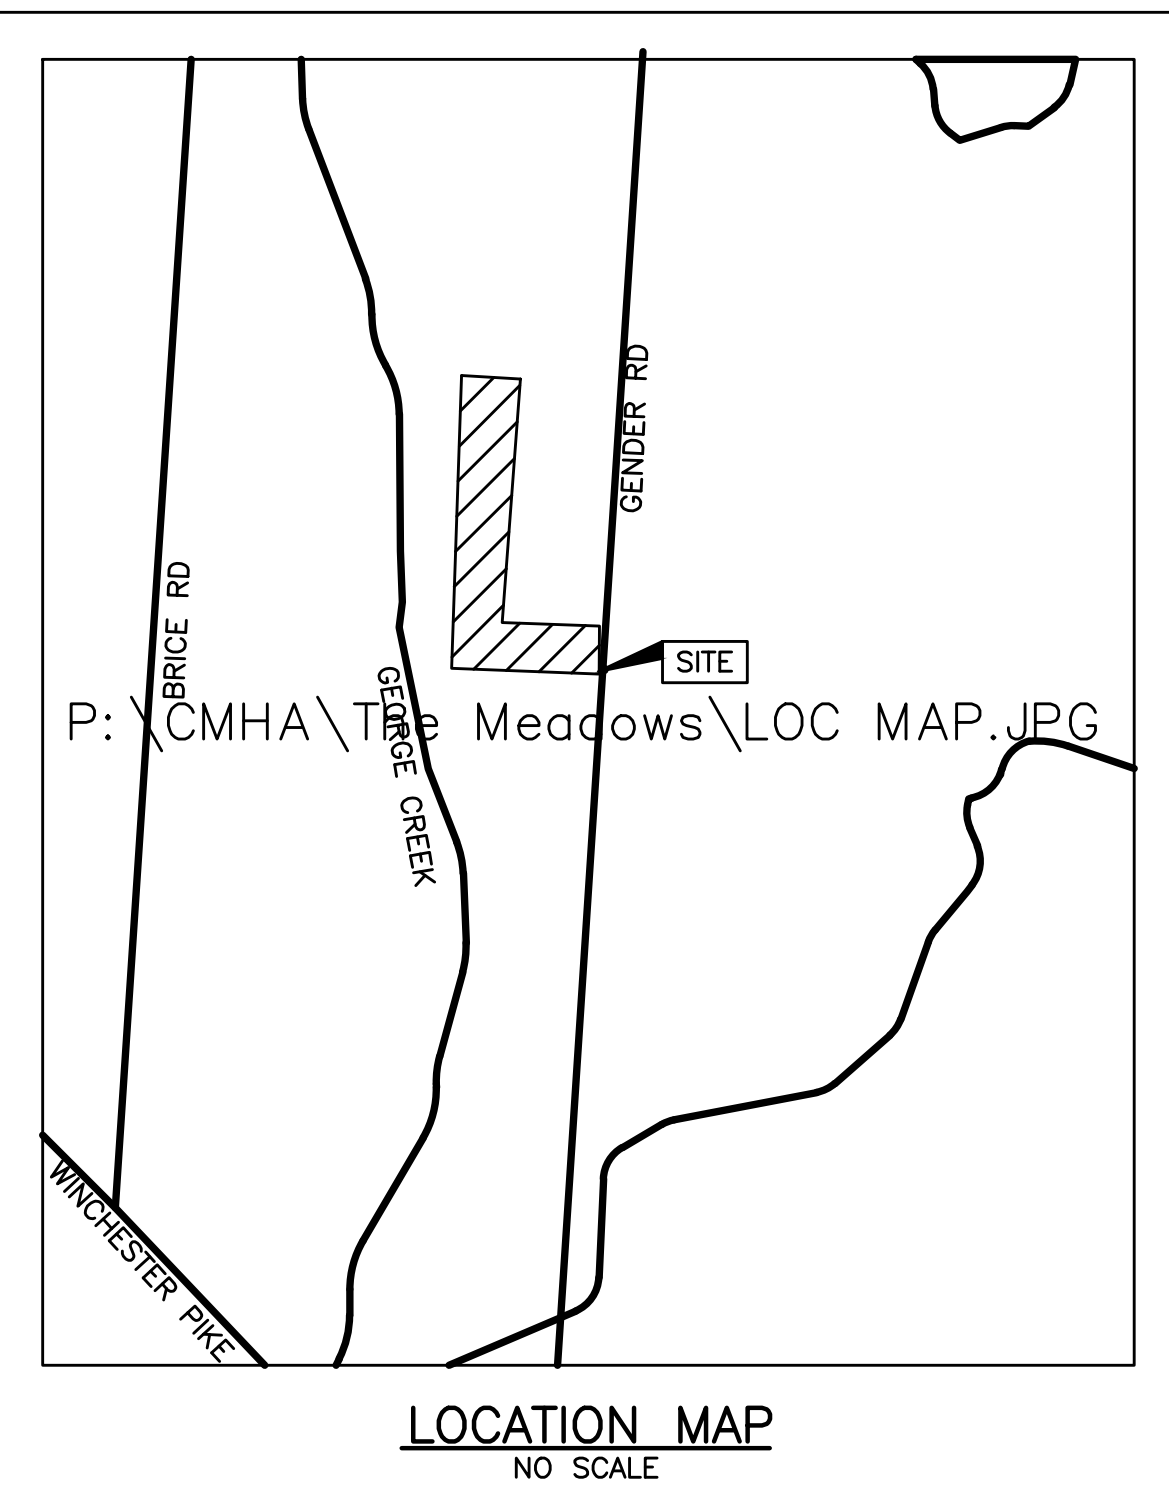 GENDER RD
BRICE RD
SITE
P:\CMHA\The Meadows\LOC MAP.JPG
GEORGE CREEK
WINCHESTER PIKE
LOCATION MAP
NO SCALE